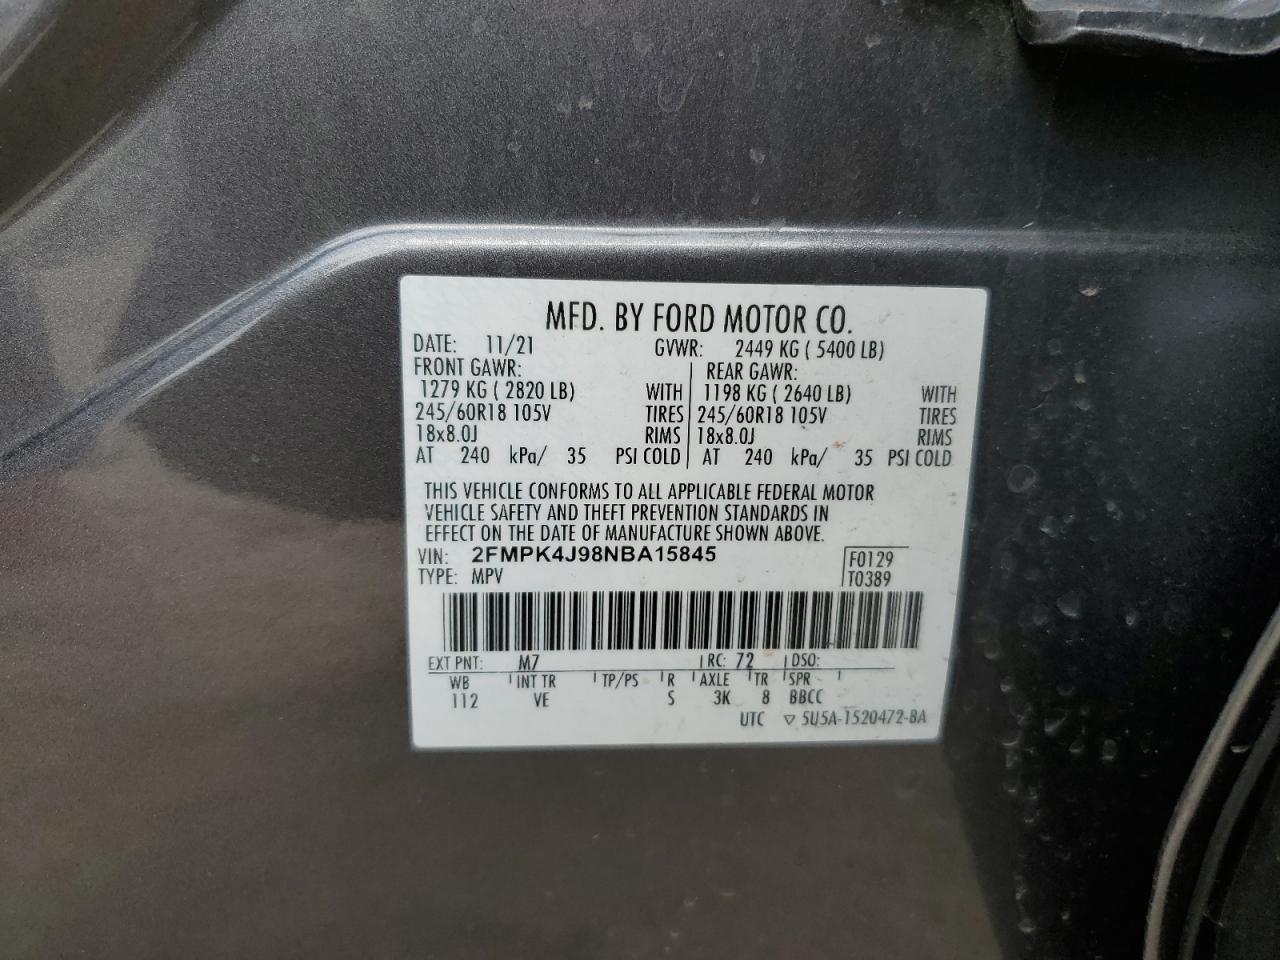 MFD. BY FORD MOTOR CO.
DATE: 11/21 GVWR: 2449 KG ( 5400 LB)
FRONT GAWR: REAR GAWR:
1279 KG ( 2820 LB) WITH 1198 KG ( 2640 LB) WITH
245/60R18 105V TIRES 245/60R18 105V TIRES
18x8.0J RIMS 18x8.0J RIMS
AT 240 kPa/ 35 PSI COLD AT 240 kPa/ 35 PSI COLD
THIS VEHICLE CONFORMS TO ALL APPLICABLE FEDERAL MOTOR
VEHICLE SAFETY AND THEFT PREVENTION STANDARDS IN
EFFECT ON THE DATE OF MANUFACTURE SHOWN ABOVE.
VIN: 2FMPK4J98NBA15845 F0129
TYPE: MPV T0389
EXT PNT: M7 RC: 72 DSO:
WB INT TR TP/PS R AXLE TR SPR
112 VE S 3K 8 BBCC
UTC ▽ 5U5A-1520472-BA